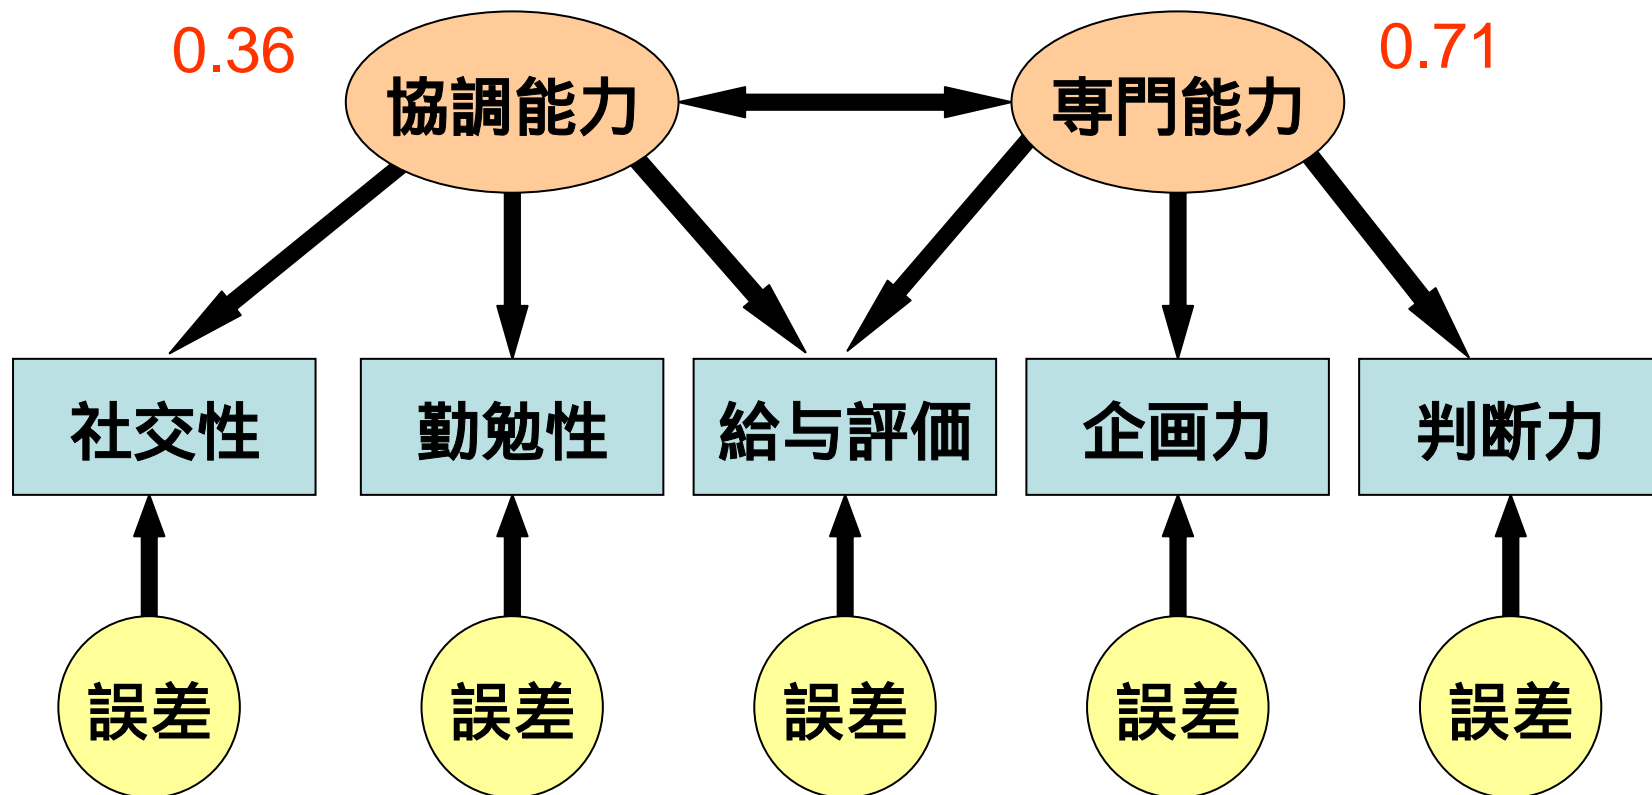 0.36
協調能力
専門能力
0.71
社交性
勤勉性
給与評価
企画力
判断力
誤差
誤差
誤差
誤差
誤差